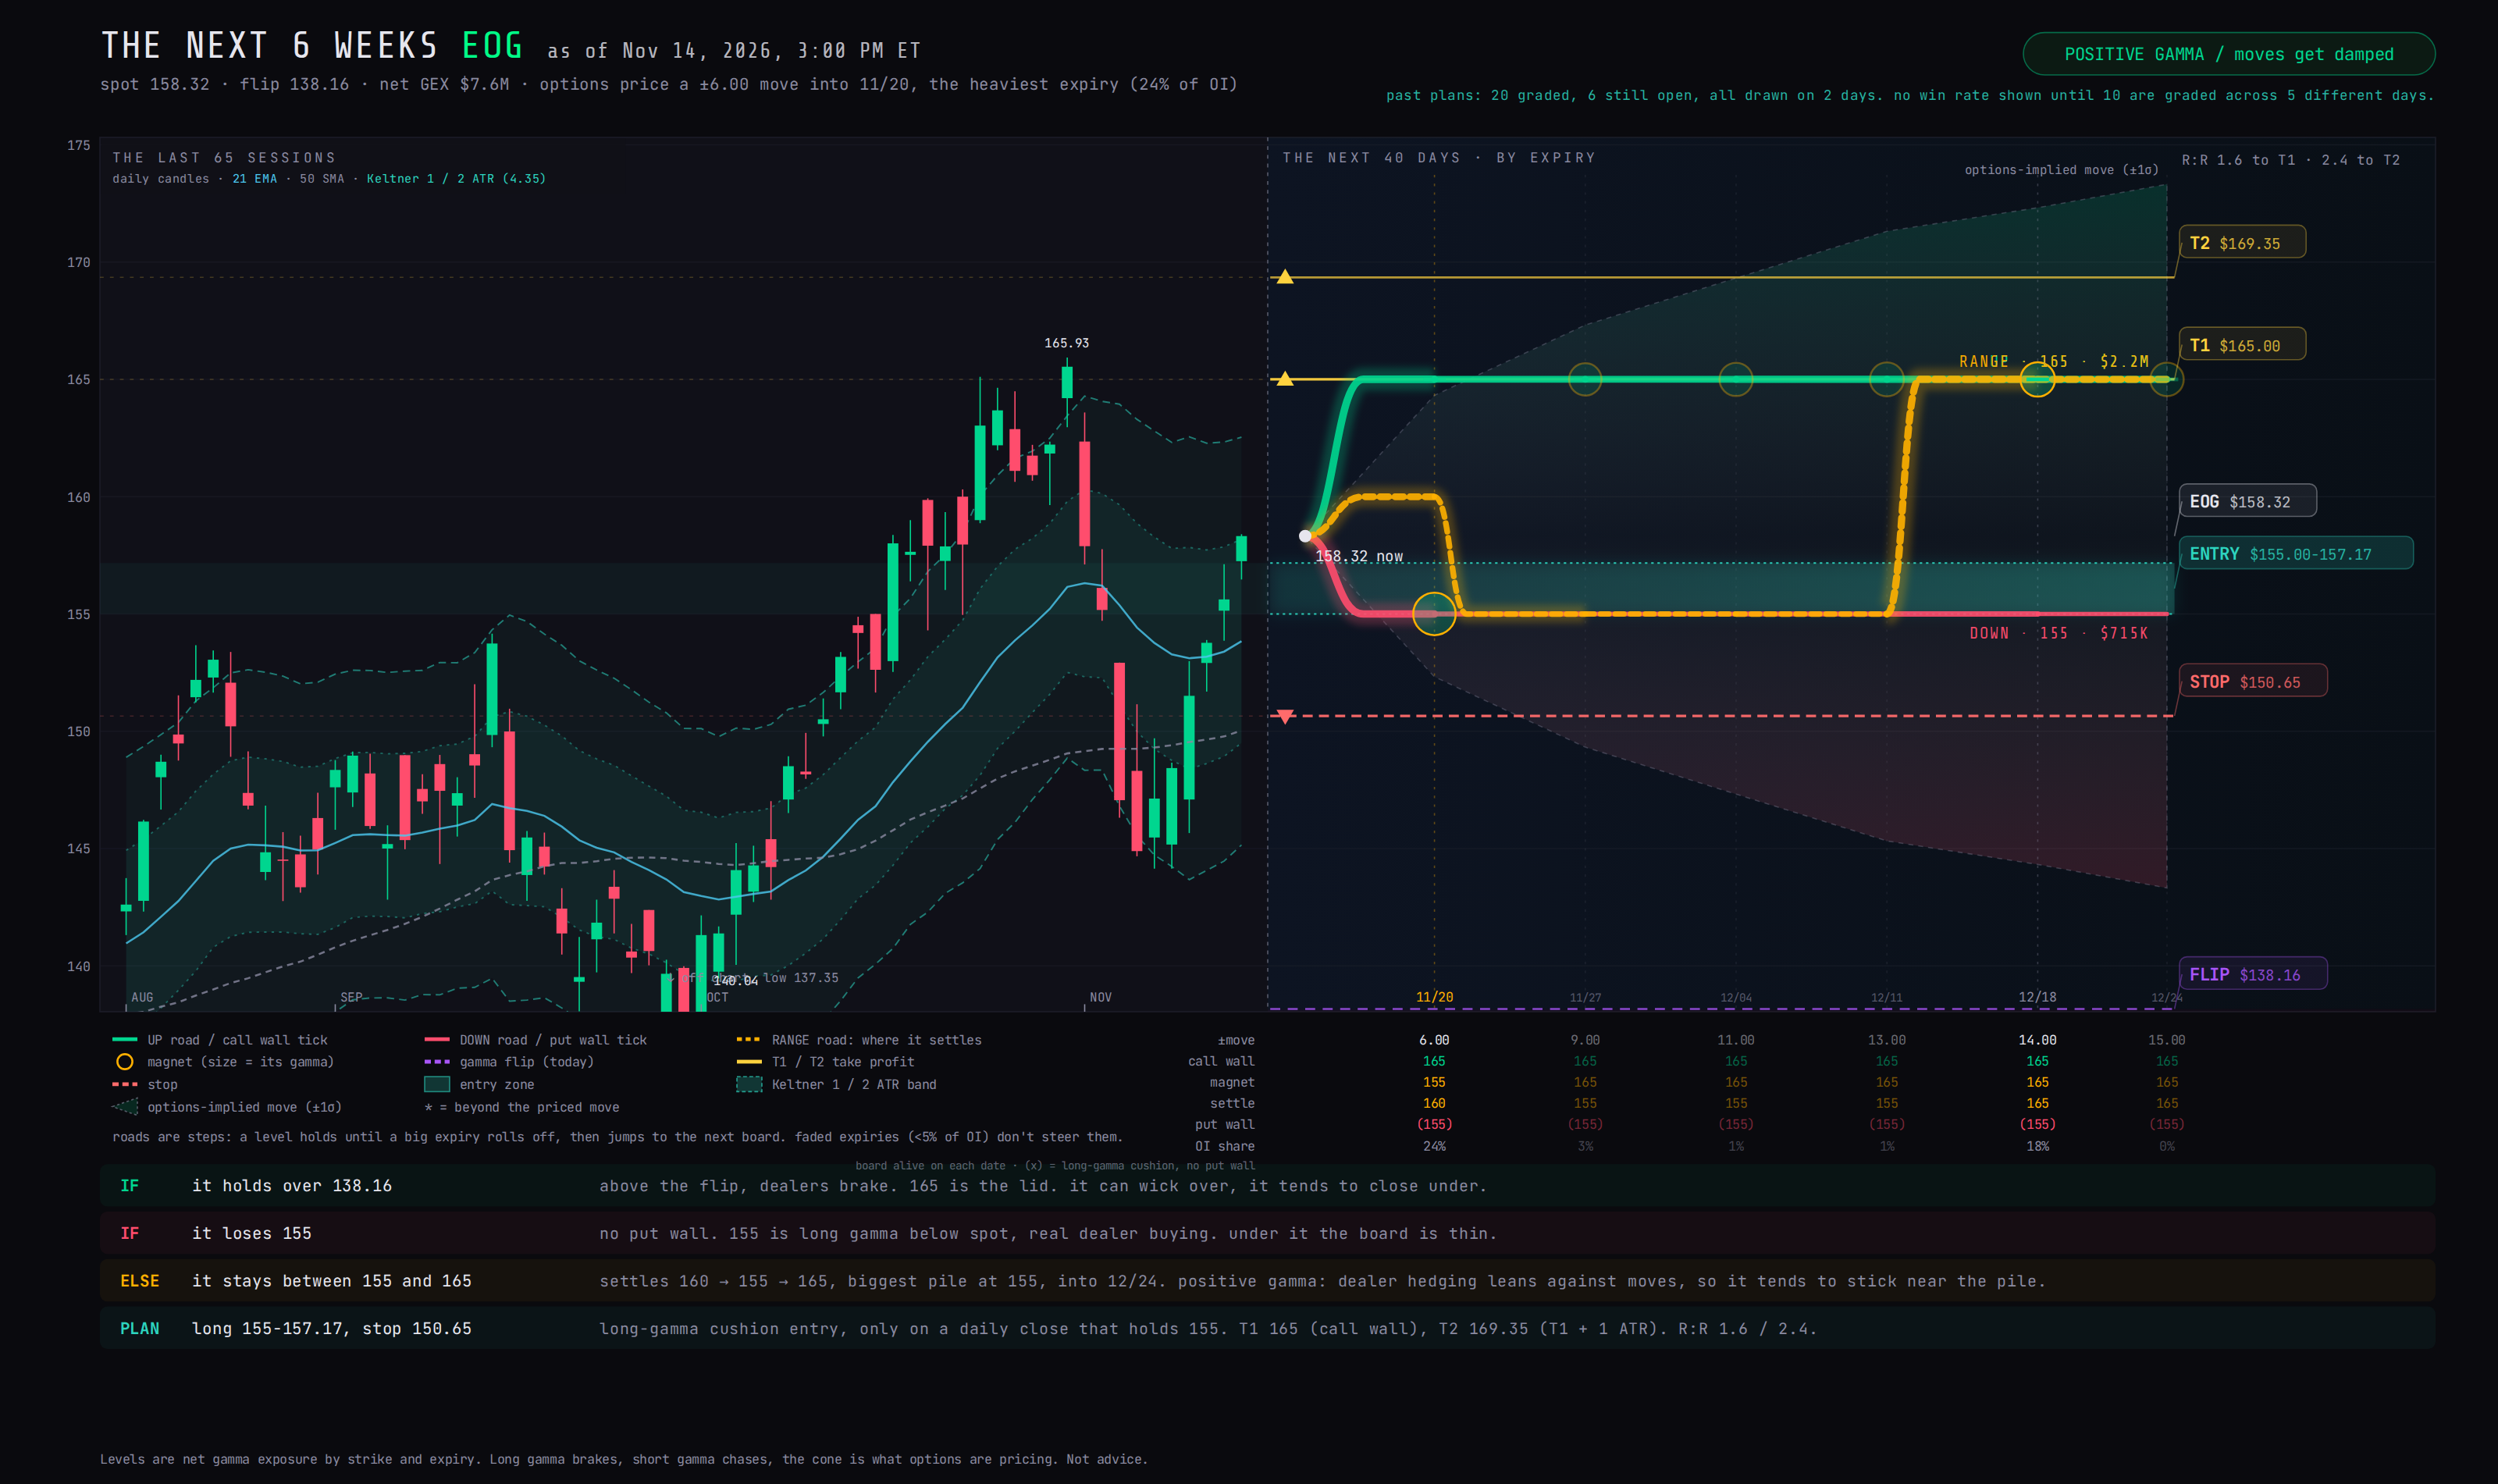 THE NEXT 6 WEEKS EOG as of Nov 14, 2026, 3:00 PM ET
POSITIVE GAMMA / moves get damped
spot 158.32 · flip 138.16 · net GEX $7.6M · options price a ±6.00 move into 11/20, the heaviest expiry (24% of OI)
past plans: 20 graded, 6 still open, all drawn on 2 days. no win rate shown until 10 are graded across 5 different days.
THE LAST 65 SESSIONS
daily candles · 21 EMA · 50 SMA · Keltner 1 / 2 ATR (4.35)
THE NEXT 40 DAYS · BY EXPIRY
options-implied move (±1σ)
R:R 1.6 to T1 · 2.4 to T2
175
170
165
160
155
150
145
140
165.93
140.04
low 137.35
AUG
SEP
OCT
NOV
158.32 now
RANGE · 165 · $2.2M
DOWN · 155 · $715K
T2 $169.35
T1 $165.00
EOG $158.32
ENTRY $155.00-157.17
STOP $150.65
FLIP $138.16
11/20 11/27 12/04 12/11 12/18 12/24
UP road / call wall tick
DOWN road / put wall tick
RANGE road: where it settles
magnet (size = its gamma)
gamma flip (today)
T1 / T2 take profit
stop
entry zone
Keltner 1 / 2 ATR band
options-implied move (±1σ)
* = beyond the priced move
roads are steps: a level holds until a big expiry rolls off, then jumps to the next board. faded expiries (<5% of OI) don't steer them.
±move 6.00 9.00 11.00 13.00 14.00 15.00
call wall 165 165 165 165 165 165
magnet 155 165 165 165 165 165
settle 160 155 155 155 165 165
put wall (155) (155) (155) (155) (155) (155)
OI share 24% 3% 1% 1% 18% 0%
board alive on each date · (x) = long-gamma cushion, no put wall
IF it holds over 138.16 above the flip, dealers brake. 165 is the lid. it can wick over, it tends to close under.
IF it loses 155 no put wall. 155 is long gamma below spot, real dealer buying. under it the board is thin.
ELSE it stays between 155 and 165 settles 160 → 155 → 165, biggest pile at 155, into 12/24. positive gamma: dealer hedging leans against moves, so it tends to stick near the pile.
PLAN long 155-157.17, stop 150.65 long-gamma cushion entry, only on a daily close that holds 155. T1 165 (call wall), T2 169.35 (T1 + 1 ATR). R:R 1.6 / 2.4.
Levels are net gamma exposure by strike and expiry. Long gamma brakes, short gamma chases, the cone is what options are pricing. Not advice.